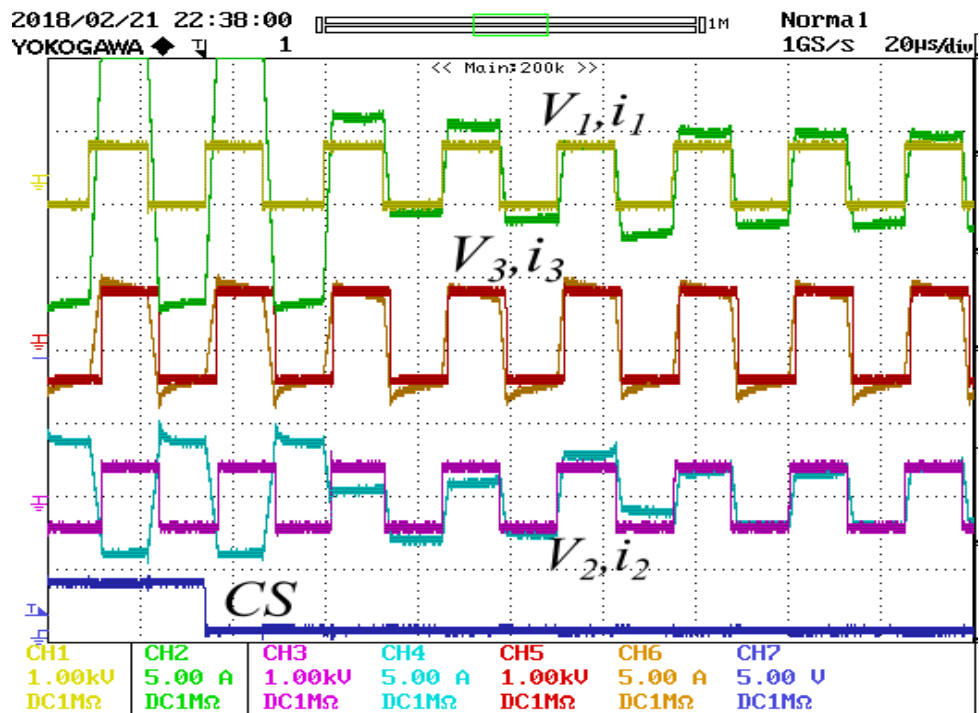 2018/02/21 22:38:00 1M Normal
YOKOGAWA ◆ T 1 1GS/s 20μs/div
<< Main:200k >>
V1,i1
V3,i3
V2,i2
T
CS
CH1 CH2 CH3 CH4 CH5 CH6 CH7
1.00kV 5.00 A 1.00kV 5.00 A 1.00kV 5.00 A 5.00 V
DC1MΩ DC1MΩ DC1MΩ DC1MΩ DC1MΩ DC1MΩ DC1MΩ